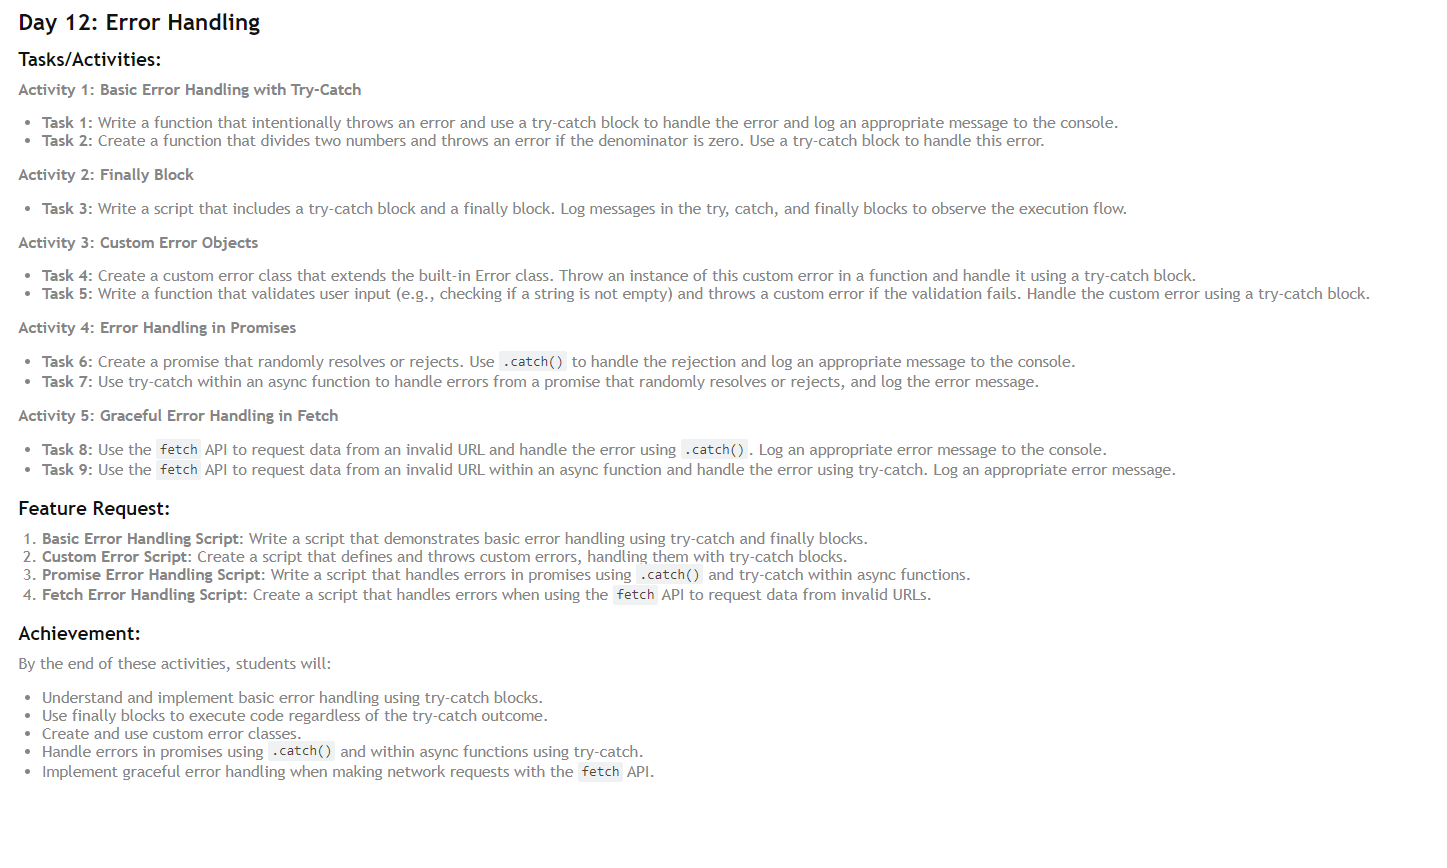 Day 12: Error Handling
Tasks/Activities:
Activity 1: Basic Error Handling with Try-Catch
• Task 1: Write a function that intentionally throws an error and use a try-catch block to handle the error and log an appropriate message to the console.
• Task 2: Create a function that divides two numbers and throws an error if the denominator is zero. Use a try-catch block to handle this error.
Activity 2: Finally Block
• Task 3: Write a script that includes a try-catch block and a finally block. Log messages in the try, catch, and finally blocks to observe the execution flow.
Activity 3: Custom Error Objects
• Task 4: Create a custom error class that extends the built-in Error class. Throw an instance of this custom error in a function and handle it using a try-catch block.
• Task 5: Write a function that validates user input (e.g., checking if a string is not empty) and throws a custom error if the validation fails. Handle the custom error using a try-catch block.
Activity 4: Error Handling in Promises
• Task 6: Create a promise that randomly resolves or rejects. Use .catch() to handle the rejection and log an appropriate message to the console.
• Task 7: Use try-catch within an async function to handle errors from a promise that randomly resolves or rejects, and log the error message.
Activity 5: Graceful Error Handling in Fetch
• Task 8: Use the fetch API to request data from an invalid URL and handle the error using .catch(). Log an appropriate error message to the console.
• Task 9: Use the fetch API to request data from an invalid URL within an async function and handle the error using try-catch. Log an appropriate error message.
Feature Request:
1. Basic Error Handling Script: Write a script that demonstrates basic error handling using try-catch and finally blocks.
2. Custom Error Script: Create a script that defines and throws custom errors, handling them with try-catch blocks.
3. Promise Error Handling Script: Write a script that handles errors in promises using .catch() and try-catch within async functions.
4. Fetch Error Handling Script: Create a script that handles errors when using the fetch API to request data from invalid URLs.
Achievement:
By the end of these activities, students will:
• Understand and implement basic error handling using try-catch blocks.
• Use finally blocks to execute code regardless of the try-catch outcome.
• Create and use custom error classes.
• Handle errors in promises using .catch() and within async functions using try-catch.
• Implement graceful error handling when making network requests with the fetch API.